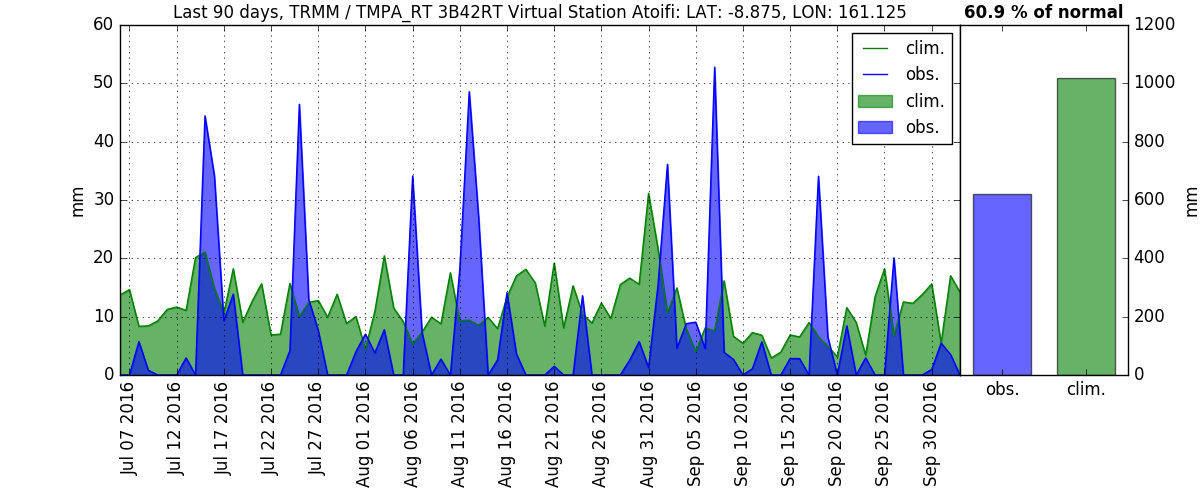 Last 90 days, TRMM / TMPA_RT 3B42RT Virtual Station Atoifi: LAT: -8.875, LON: 161.125
60.9 % of normal
60
50
40
30
20
10
0
mm
clim.
obs.
clim.
obs.
1200
1000
800
600
400
200
0
mm
Jul 07 2016
Jul 12 2016
Jul 17 2016
Jul 22 2016
Jul 27 2016
Aug 01 2016
Aug 06 2016
Aug 11 2016
Aug 16 2016
Aug 21 2016
Aug 26 2016
Aug 31 2016
Sep 05 2016
Sep 10 2016
Sep 15 2016
Sep 20 2016
Sep 25 2016
Sep 30 2016
obs.
clim.